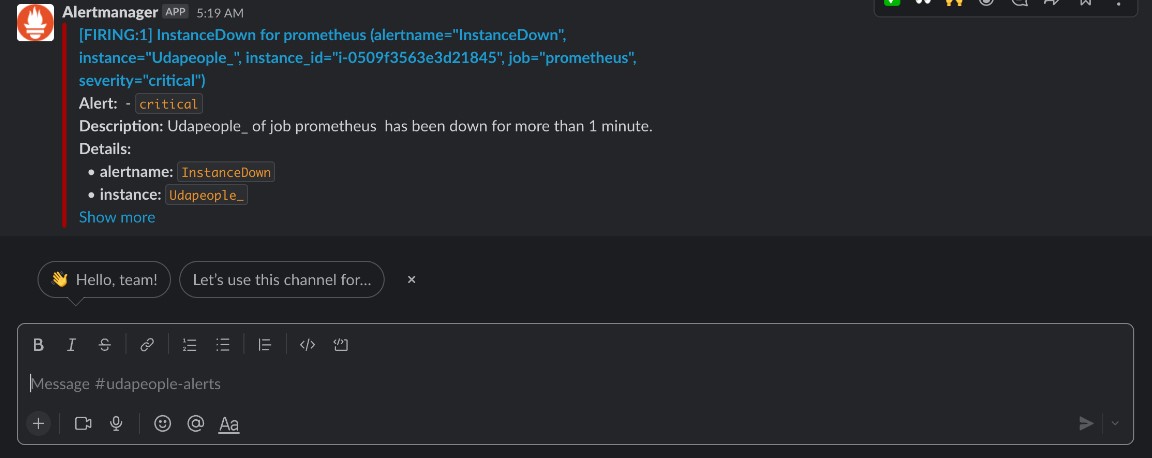 Alertmanager APP 5:19 AM
[FIRING:1] InstanceDown for prometheus (alertname="InstanceDown",
instance="Udapeople_", instance_id="i-0509f3563e3d21845", job="prometheus",
severity="critical")
Alert: - critical
Description: Udapeople_ of job prometheus has been down for more than 1 minute.
Details:
• alertname: InstanceDown
• instance: Udapeople_
Show more
Hello, team! Let's use this channel for...
Message #udapeople-alerts
Aa